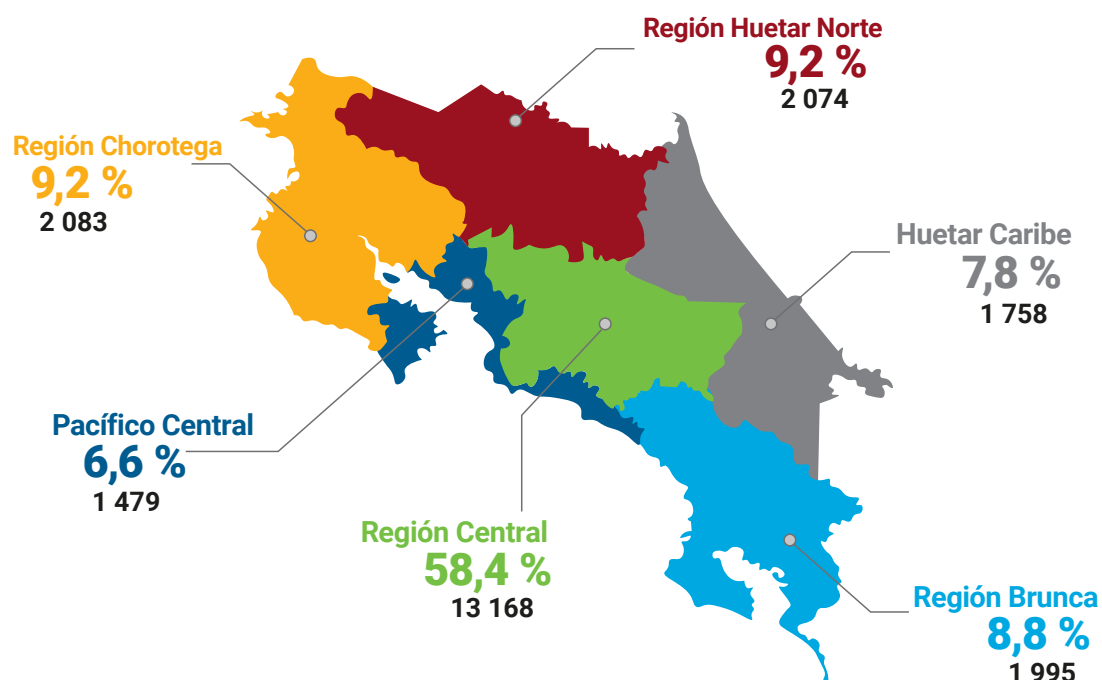 Región Huetar Norte
9,2 %
2 074
Región Chorotega
9,2 %
2 083
Huetar Caribe
7,8 %
1 758
Pacífico Central
6,6 %
1 479
Región Central
58,4 %
13 168
Región Brunca
8,8 %
1 995